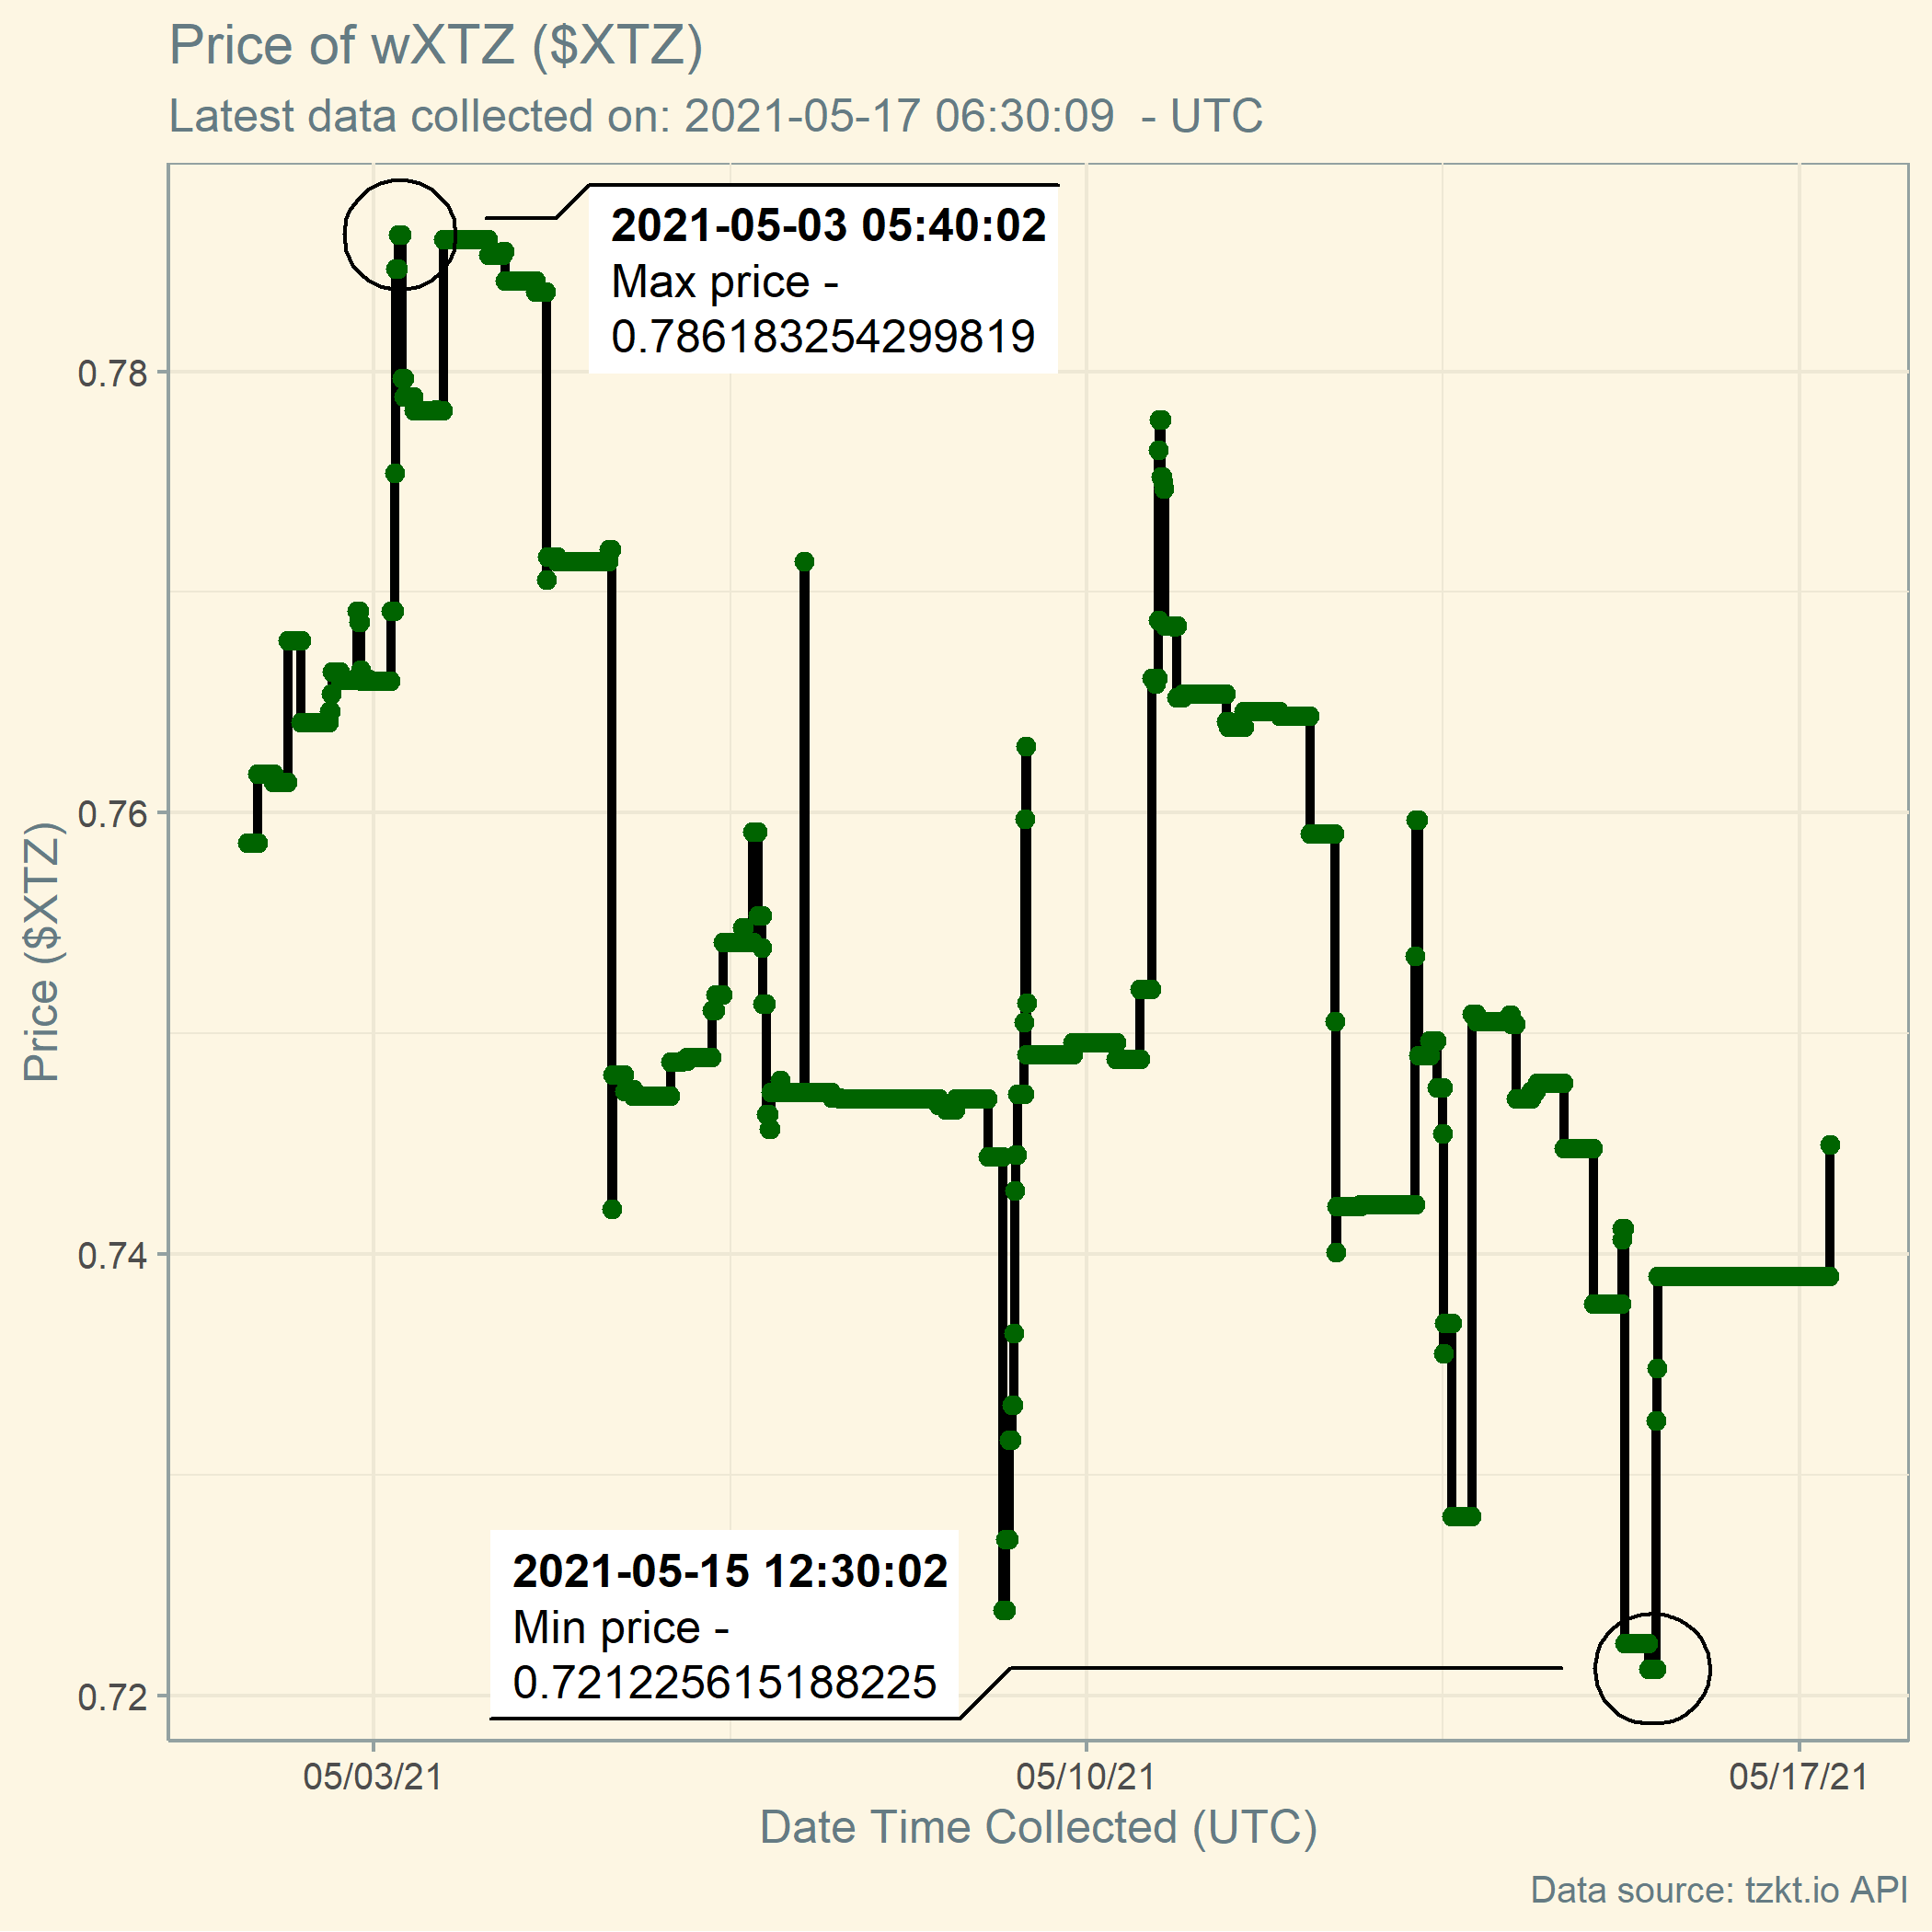 Price of wXTZ ($XTZ)
Latest data collected on: 2021-05-17 06:30:09  - UTC
2021-05-03 05:40:02
Max price -
0.786183254299819
0.78
0.76
0.74
0.72
Price ($XTZ)
2021-05-15 12:30:02
Min price -
0.721225615188225
05/03/21
05/10/21
05/17/21
Date Time Collected (UTC)
Data source: tzkt.io API